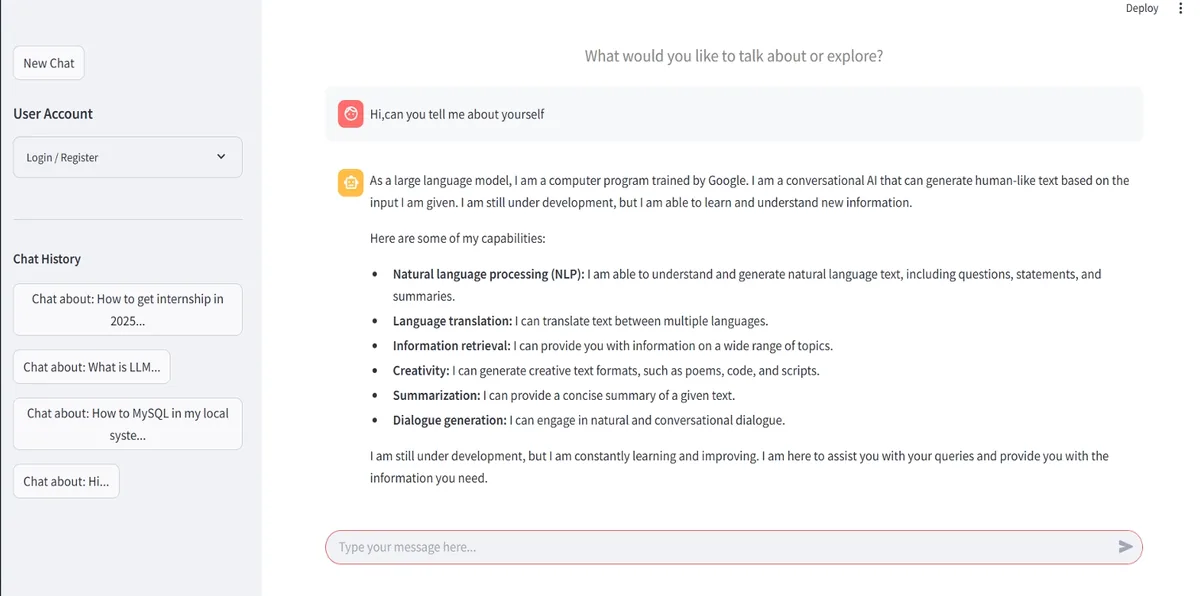 Deploy
New Chat
User Account
Login / Register
Chat History
Chat about: How to get internship in
2025...
Chat about: What is LLM...
Chat about: How to MySQL in my local
syste...
Chat about: Hi...
What would you like to talk about or explore?
Hi,can you tell me about yourself
As a large language model, I am a computer program trained by Google. I am a conversational AI that can generate human-like text based on the
input I am given. I am still under development, but I am able to learn and understand new information.
Here are some of my capabilities:
• Natural language processing (NLP): I am able to understand and generate natural language text, including questions, statements, and
summaries.
• Language translation: I can translate text between multiple languages.
• Information retrieval: I can provide you with information on a wide range of topics.
• Creativity: I can generate creative text formats, such as poems, code, and scripts.
• Summarization: I can provide a concise summary of a given text.
• Dialogue generation: I can engage in natural and conversational dialogue.
I am still under development, but I am constantly learning and improving. I am here to assist you with your queries and provide you with the
information you need.
Type your message here...